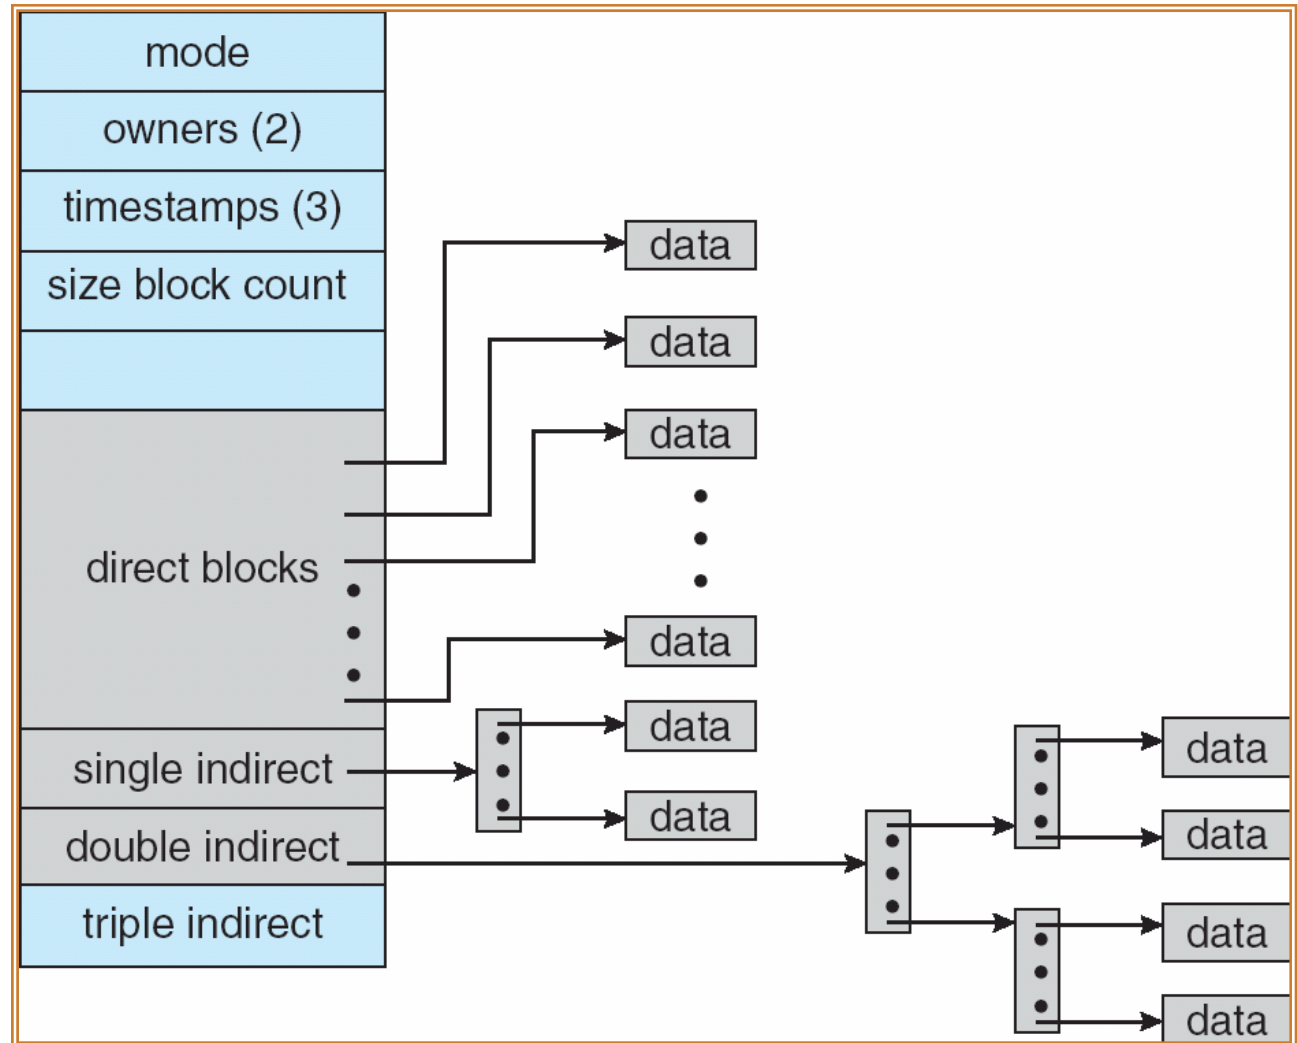 mode
owners (2)
timestamps (3)
size block count
direct blocks
single indirect
double indirect
triple indirect
data
data
data
data
data
data
data
data
data
data